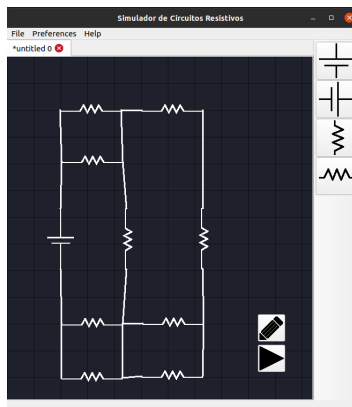 Simulador de Circuitos Resistivos
File Preferences Help
*untitled 0